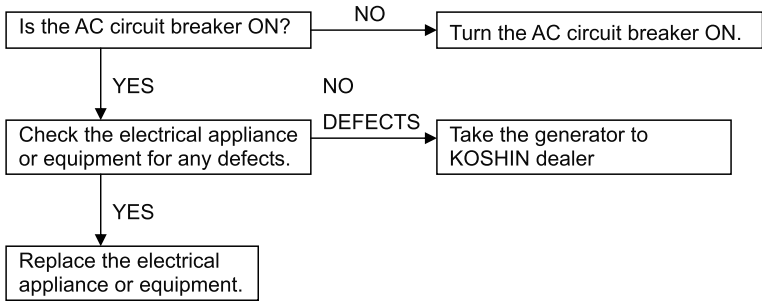 Is the AC circuit breaker ON?
NO
Turn the AC circuit breaker ON.
YES
NO
DEFECTS
Check the electrical appliance
or equipment for any defects.
Take the generator to
KOSHIN dealer
YES
Replace the electrical
appliance or equipment.